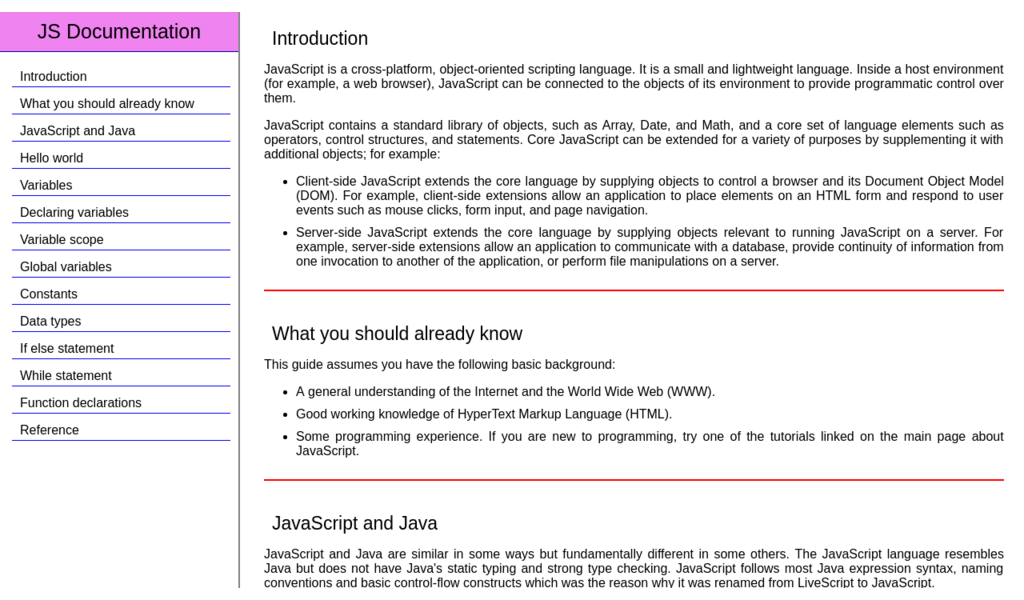 JS Documentation
Introduction
What you should already know
JavaScript and Java
Hello world
Variables
Declaring variables
Variable scope
Global variables
Constants
Data types
If else statement
While statement
Function declarations
Reference
Introduction
JavaScript is a cross-platform, object-oriented scripting language. It is a small and lightweight language. Inside a host environment
(for example, a web browser), JavaScript can be connected to the objects of its environment to provide programmatic control over
them.
JavaScript contains a standard library of objects, such as Array, Date, and Math, and a core set of language elements such as
operators, control structures, and statements. Core JavaScript can be extended for a variety of purposes by supplementing it with
additional objects; for example:
• Client-side JavaScript extends the core language by supplying objects to control a browser and its Document Object Model
(DOM). For example, client-side extensions allow an application to place elements on an HTML form and respond to user
events such as mouse clicks, form input, and page navigation.
• Server-side JavaScript extends the core language by supplying objects relevant to running JavaScript on a server. For
example, server-side extensions allow an application to communicate with a database, provide continuity of information from
one invocation to another of the application, or perform file manipulations on a server.
What you should already know
This guide assumes you have the following basic background:
• A general understanding of the Internet and the World Wide Web (WWW).
• Good working knowledge of HyperText Markup Language (HTML).
• Some programming experience. If you are new to programming, try one of the tutorials linked on the main page about
JavaScript.
JavaScript and Java
JavaScript and Java are similar in some ways but fundamentally different in some others. The JavaScript language resembles
Java but does not have Java's static typing and strong type checking. JavaScript follows most Java expression syntax, naming
conventions and basic control-flow constructs which was the reason why it was renamed from LiveScript to JavaScript.